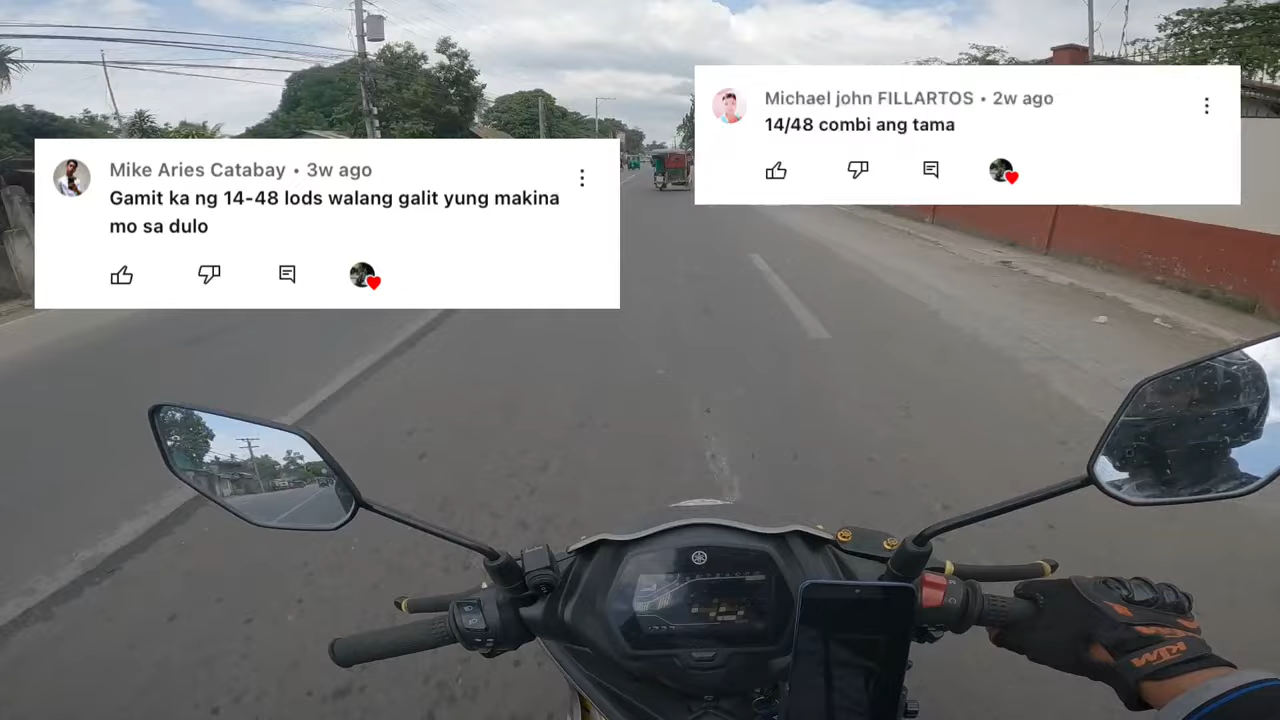 Mike Aries Catabay • 3w ago
Gamit ka ng 14-48 lods walang galit yung makina
mo sa dulo
Michael john FILLARTOS • 2w ago
14/48 combi ang tama
KTM